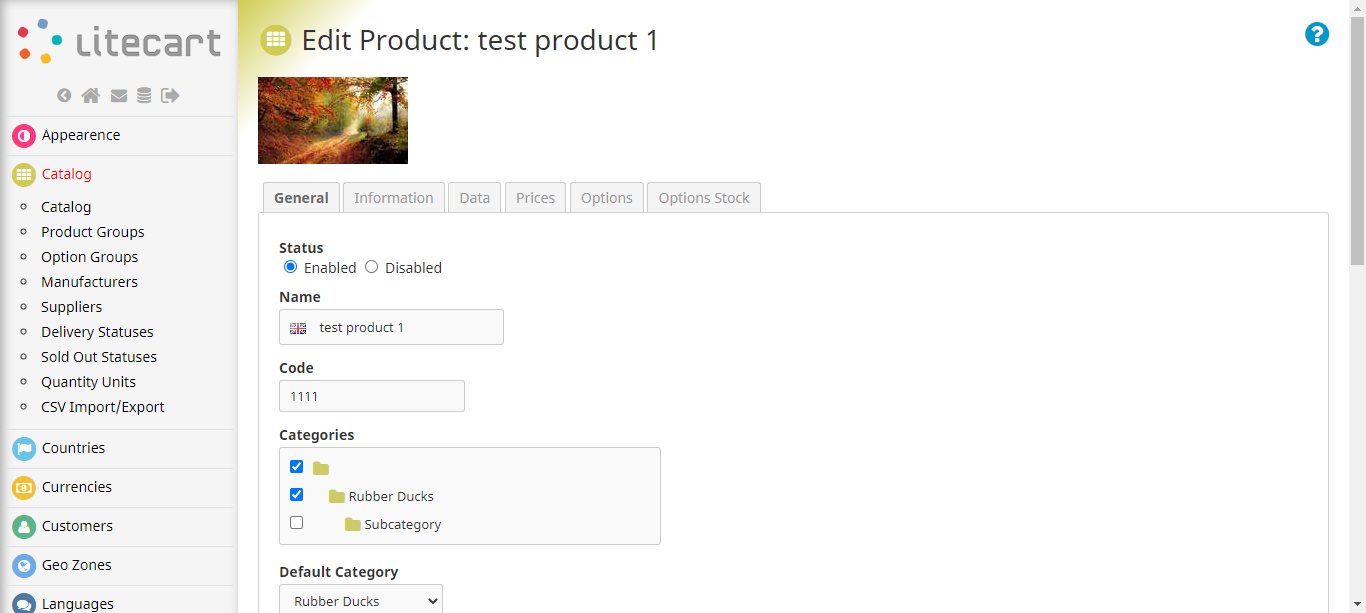 litecart
Edit Product: test product 1
?
Appearence
Catalog
Catalog
Product Groups
Option Groups
Manufacturers
Suppliers
Delivery Statuses
Sold Out Statuses
Quantity Units
CSV Import/Export
Countries
Currencies
Customers
Geo Zones
Languages
General Information Data Prices Options Options Stock
Status
Enabled Disabled
Name
test product 1
Code
1111
Categories
Rubber Ducks
Subcategory
Default Category
Rubber Ducks